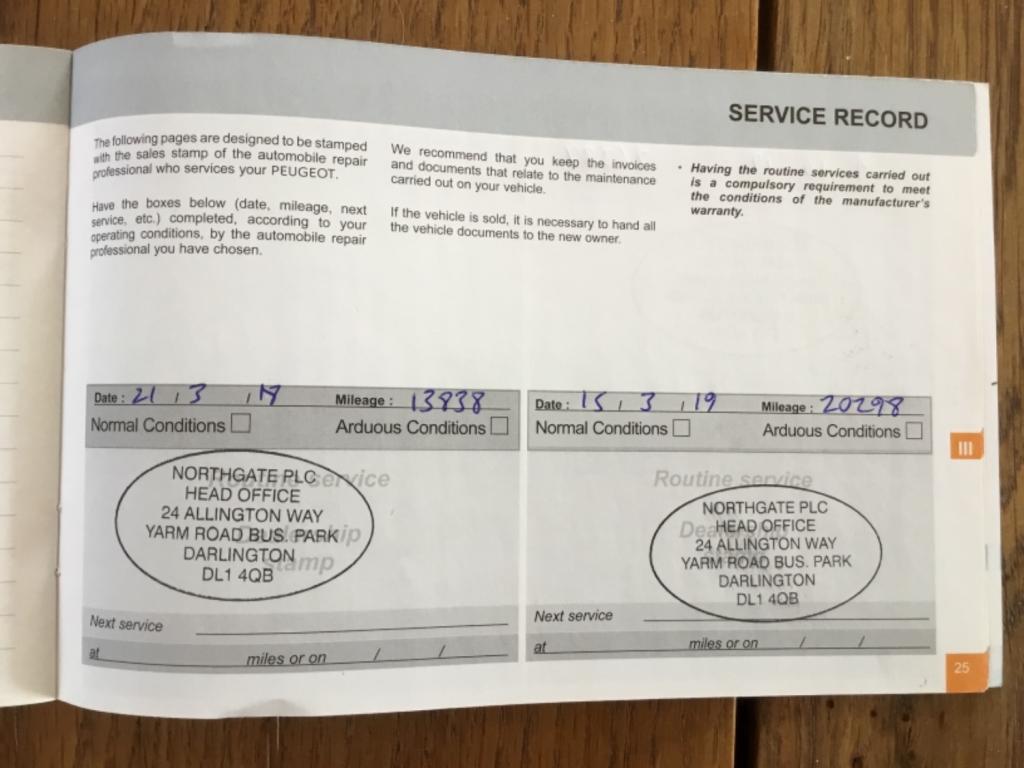 SERVICE RECORD
The following pages are designed to be stamped
with the sales stamp of the automobile repair
professional who services your PEUGEOT.
Have the boxes below (date, mileage, next
service, etc.) completed, according to your
operating conditions, by the automobile repair
professional you have chosen.
We recommend that you keep the invoices
and documents that relate to the maintenance
carried out on your vehicle.
If the vehicle is sold, it is necessary to hand all
the vehicle documents to the new owner.
• Having the routine services carried out
is a compulsory requirement to meet
the conditions of the manufacturer's
warranty.
Date : 21 / 3 / Mileage : 13838
Normal Conditions Arduous Conditions
Routine service
Dealership
stamp
NORTHGATE PLC
HEAD OFFICE
24 ALLINGTON WAY
YARM ROAD BUS. PARK
DARLINGTON
DL1 4QB
Next service
at miles or on / /
Date : 15 / 3 / 19 Mileage : 20298
Normal Conditions Arduous Conditions
Routine service
NORTHGATE PLC
HEAD OFFICE
24 ALLINGTON WAY
YARM ROAD BUS. PARK
DARLINGTON
DL1 4QB
Next service
at miles or on / /
III
25